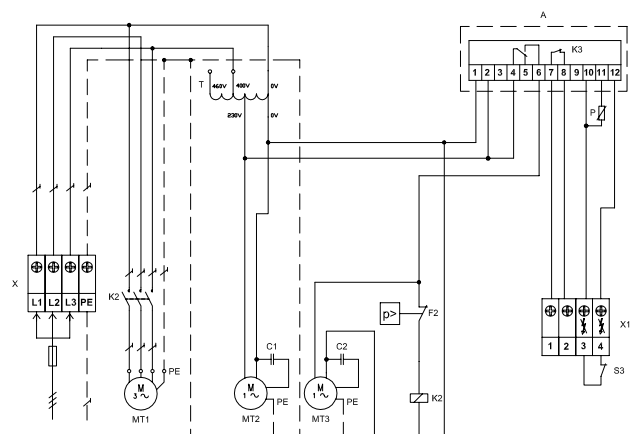 A
K3
1 2 3 4 5 6 7 8 9 10 11 12
T
460V 400V 0V
230V 0V
P
X
L1 L2 L3 PE
K2
p>
F2
X1
1 2 3 4
C1
C2
S3
PE
M
3 ~
M
1 ~
M
1 ~
K2
PE
PE
MT1
MT2
MT3